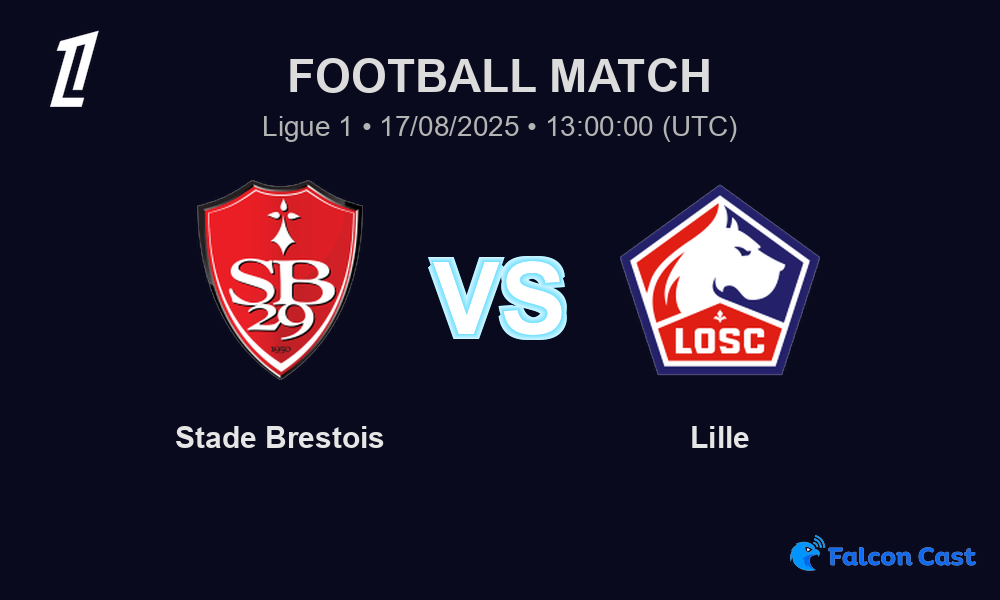 FOOTBALL MATCH
Ligue 1 • 17/08/2025 • 13:00:00 (UTC)
SB
29
1950
VS
LOSC
Stade Brestois
Lille
Falcon Cast